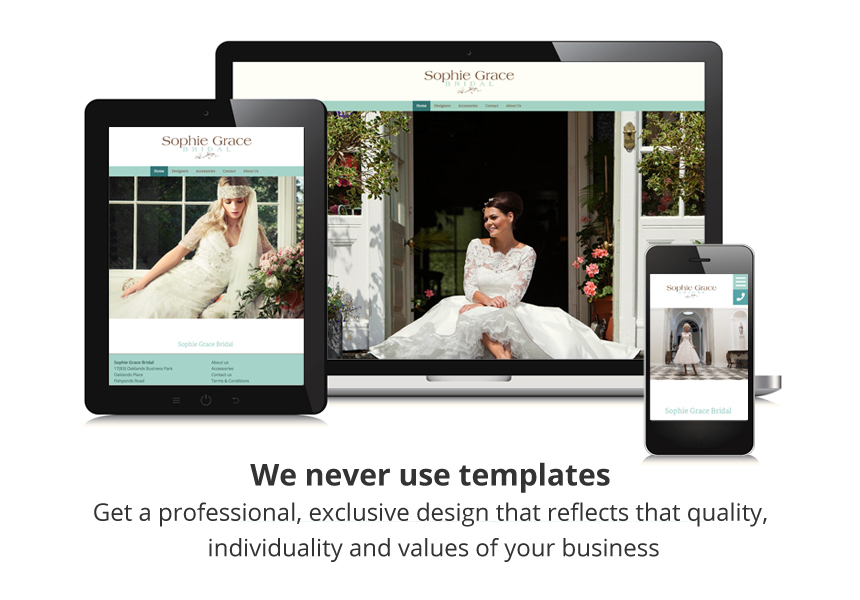 Sophie Grace
BRIDAL
Home Designers Accessories Contact About Us
Sophie Grace
BRIDAL
Home Designers Accessories Contact About Us
Sophie Grace Bridal
Sophie Grace Bridal
17(B3) Oaklands Business Park
Oaklands Place
Fishponds Road
About us
Accessories
Contact us
Terms & Conditions
Sophie Grace
Sophie Grace Bridal
We never use templates
Get a professional, exclusive design that reflects that quality,
individuality and values of your business